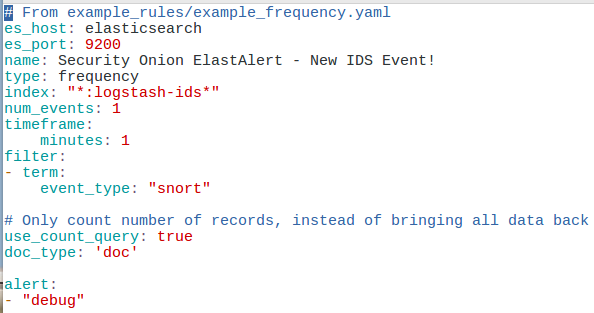 # From example_rules/example_frequency.yaml
es_host: elasticsearch
es_port: 9200
name: Security Onion ElastAlert - New IDS Event!
type: frequency
index: "*:logstash-ids*"
num_events: 1
timeframe:
    minutes: 1
filter:
- term:
    event_type: "snort"

# Only count number of records, instead of bringing all data back
use_count_query: true
doc_type: 'doc'

alert:
- "debug"